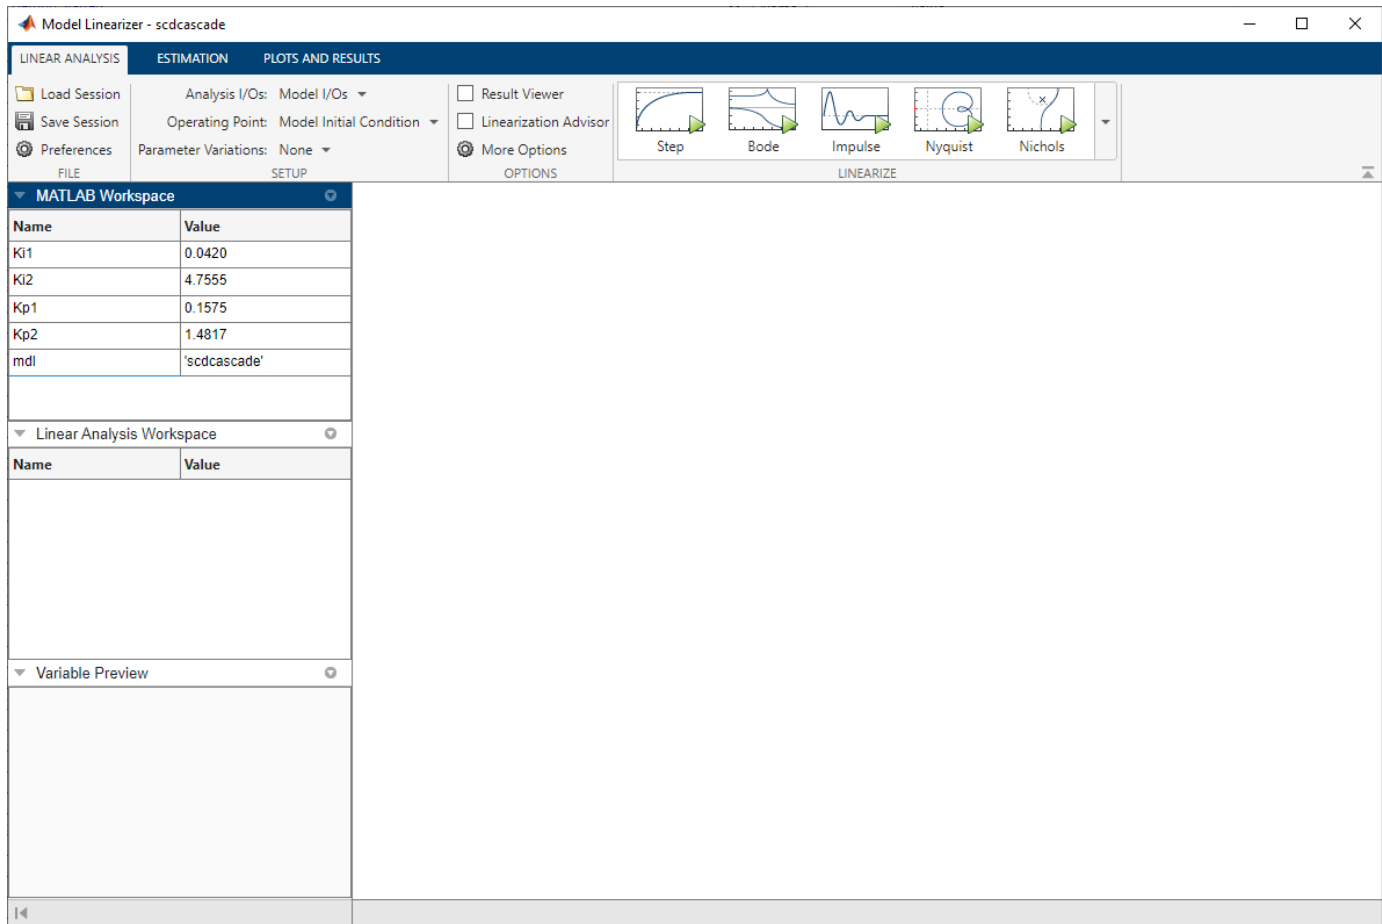 Model Linearizer - scdcascade
LINEAR ANALYSIS ESTIMATION PLOTS AND RESULTS
Load Session Analysis I/Os: Model I/Os Result Viewer
Save Session Operating Point: Model Initial Condition Linearization Advisor
Preferences Parameter Variations: None More Options Step Bode Impulse Nyquist Nichols
FILE SETUP OPTIONS LINEARIZE
MATLAB Workspace
Name Value
Ki1 0.0420
Ki2 4.7555
Kp1 0.1575
Kp2 1.4817
mdl 'scdcascade'
Linear Analysis Workspace
Name Value
Variable Preview